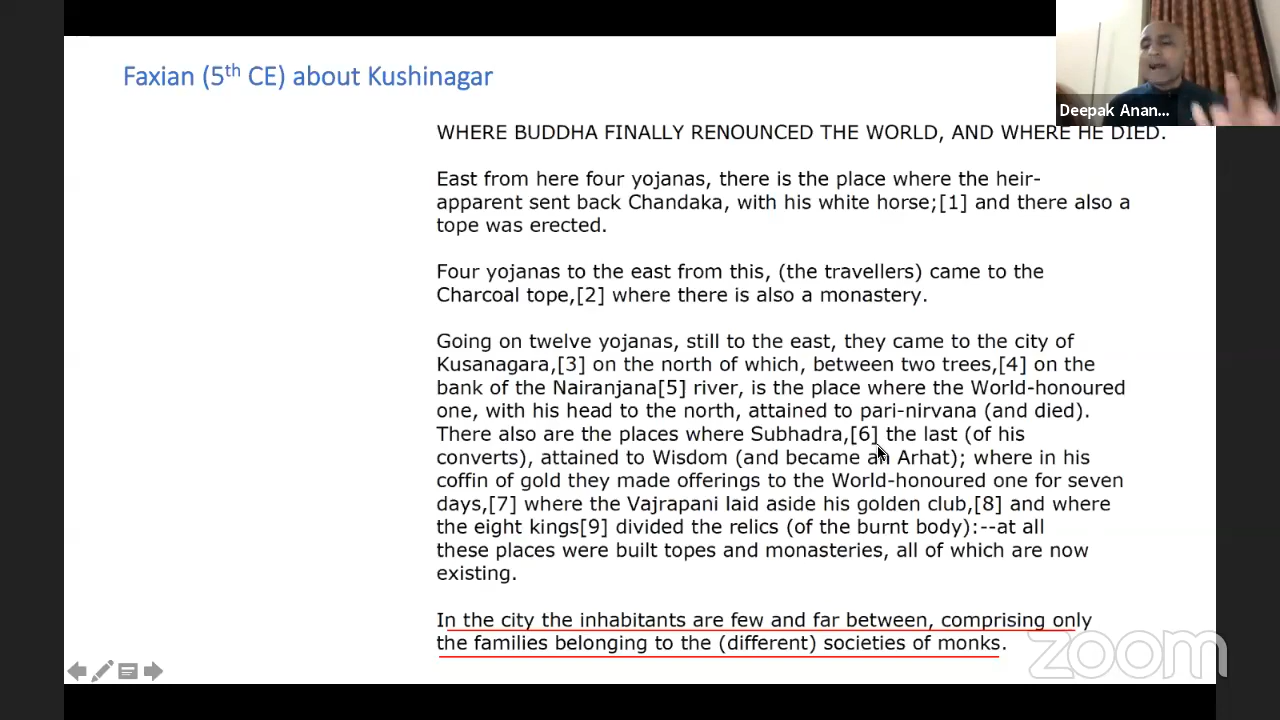 Faxian (5th CE) about Kushinagar
Deepak Anan...
WHERE BUDDHA FINALLY RENOUNCED THE WORLD, AND WHERE HE DIED.
East from here four yojanas, there is the place where the heir-
apparent sent back Chandaka, with his white horse;[1] and there also a
tope was erected.
Four yojanas to the east from this, (the travellers) came to the
Charcoal tope,[2] where there is also a monastery.
Going on twelve yojanas, still to the east, they came to the city of
Kusanagara,[3] on the north of which, between two trees,[4] on the
bank of the Nairanjana[5] river, is the place where the World-honoured
one, with his head to the north, attained to pari-nirvana (and died).
There also are the places where Subhadra,[6] the last (of his
converts), attained to Wisdom (and became an Arhat); where in his
coffin of gold they made offerings to the World-honoured one for seven
days,[7] where the Vajrapani laid aside his golden club,[8] and where
the eight kings[9] divided the relics (of the burnt body):--at all
these places were built topes and monasteries, all of which are now
existing.
In the city the inhabitants are few and far between, comprising only
the families belonging to the (different) societies of monks.
zoom